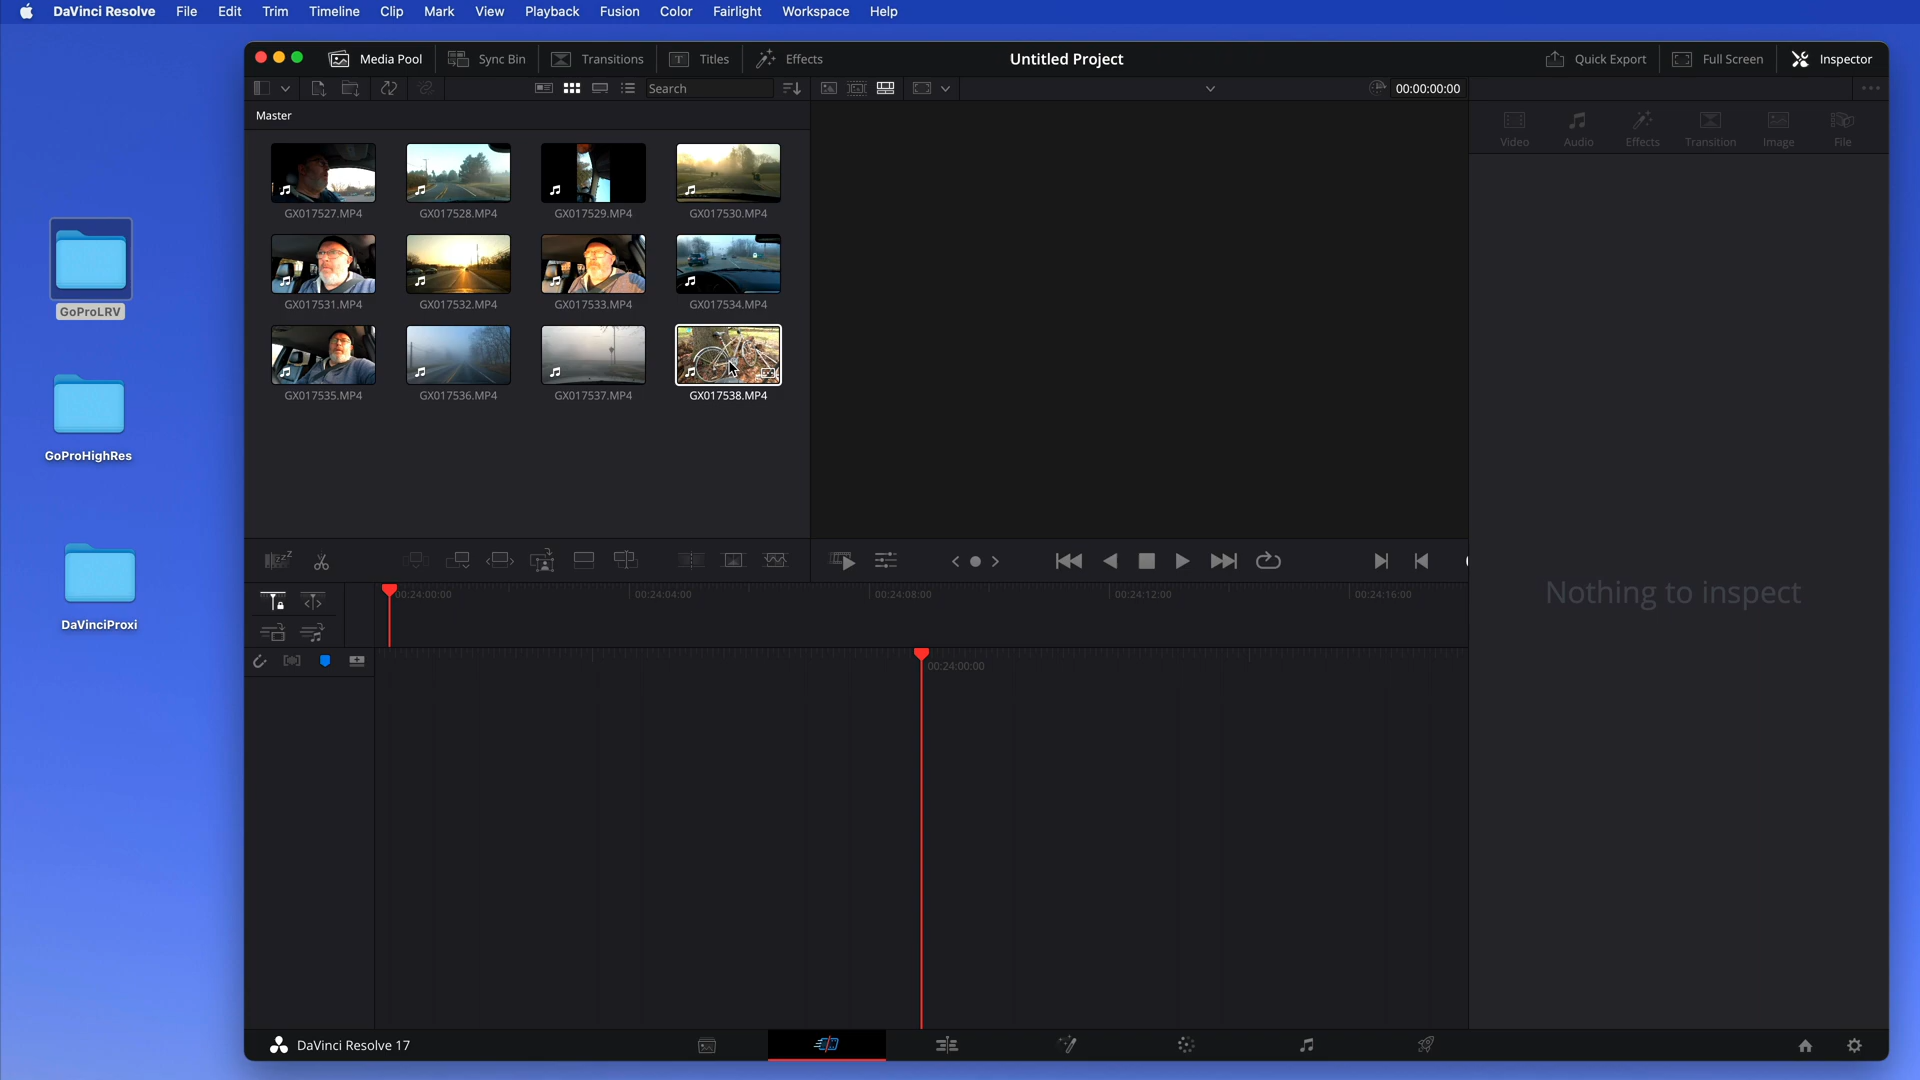 DaVinci Resolve File Edit Trim Timeline Clip Mark View Playback Fusion Color Fairlight Workspace Help
Media Pool Sync Bin Transitions Titles Effects Untitled Project Quick Export Full Screen Inspector
Search 00:00:00:00
Master
Video Audio Effects Transition Image File
GX017527.MP4 GX017528.MP4 GX017529.MP4 GX017530.MP4
GX017531.MP4 GX017532.MP4 GX017533.MP4 GX017534.MP4
GX017535.MP4 GX017536.MP4 GX017537.MP4 GX017538.MP4
GoProLRV
GoProHighRes
DaVinciProxi
00:24:00:00 00:24:04:00 00:24:08:00 00:24:12:00 00:24:16:00
Nothing to inspect
00:24:00:00
DaVinci Resolve 17